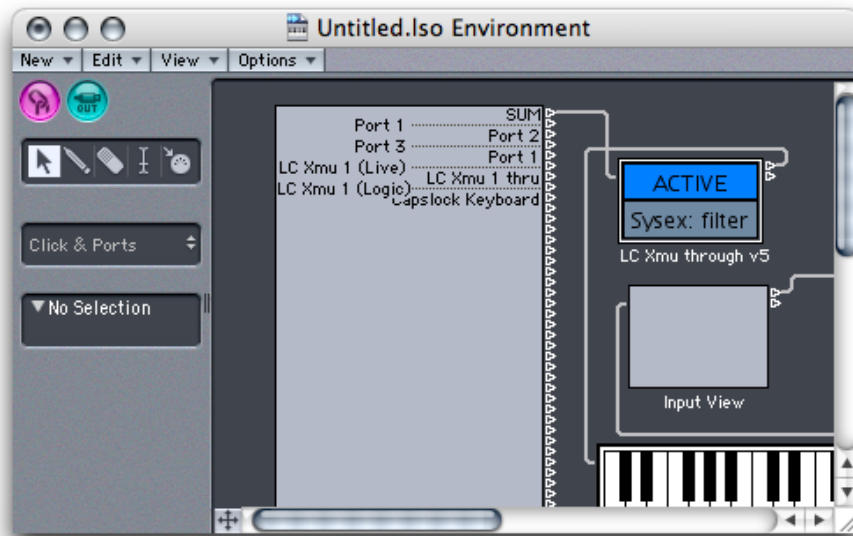 Untitled.lso Environment
New Edit View Options
OUT
Click & Ports
No Selection
SUM
Port 1
Port 2
Port 3
Port 1
LC Xmu 1 (Live)
LC Xmu 1 thru
LC Xmu 1 (Logic)
Capslock Keyboard
ACTIVE
Sysex: filter
LC Xmu through v5
Input View